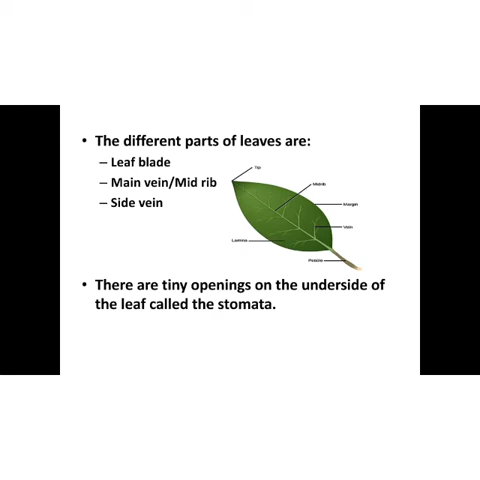 • The different parts of leaves are:
– Leaf blade
Tip
– Main vein/Mid rib
Midrib
– Side vein
Margin
Vein
Lamina
Petiole
• There are tiny openings on the underside of
the leaf called the stomata.